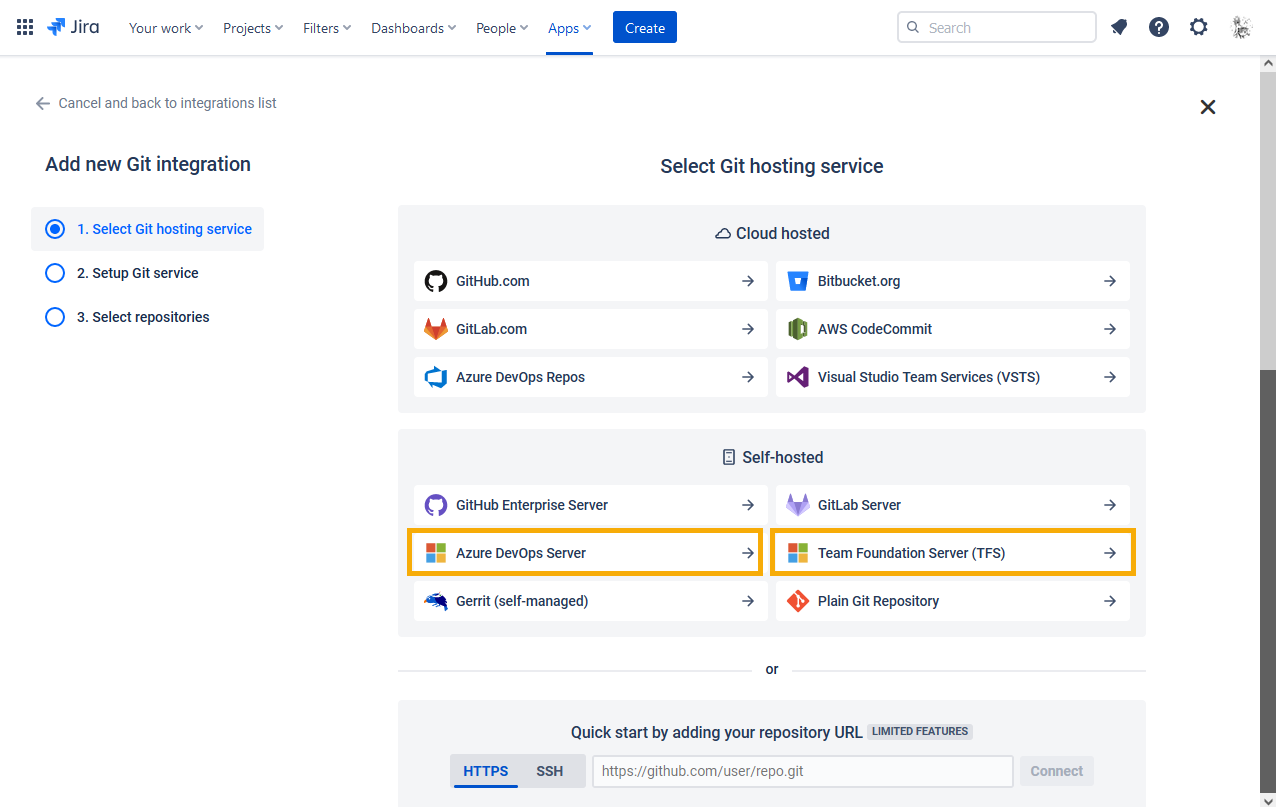 Jira Your work Projects Filters Dashboards People Apps Create Search
Cancel and back to integrations list
Add new Git integration
1. Select Git hosting service
2. Setup Git service
3. Select repositories
Select Git hosting service
Cloud hosted
GitHub.com Bitbucket.org
GitLab.com AWS CodeCommit
Azure DevOps Repos Visual Studio Team Services (VSTS)
Self-hosted
GitHub Enterprise Server GitLab Server
Azure DevOps Server Team Foundation Server (TFS)
Gerrit (self-managed) Plain Git Repository
or
Quick start by adding your repository URL LIMITED FEATURES
HTTPS SSH https://github.com/user/repo.git Connect